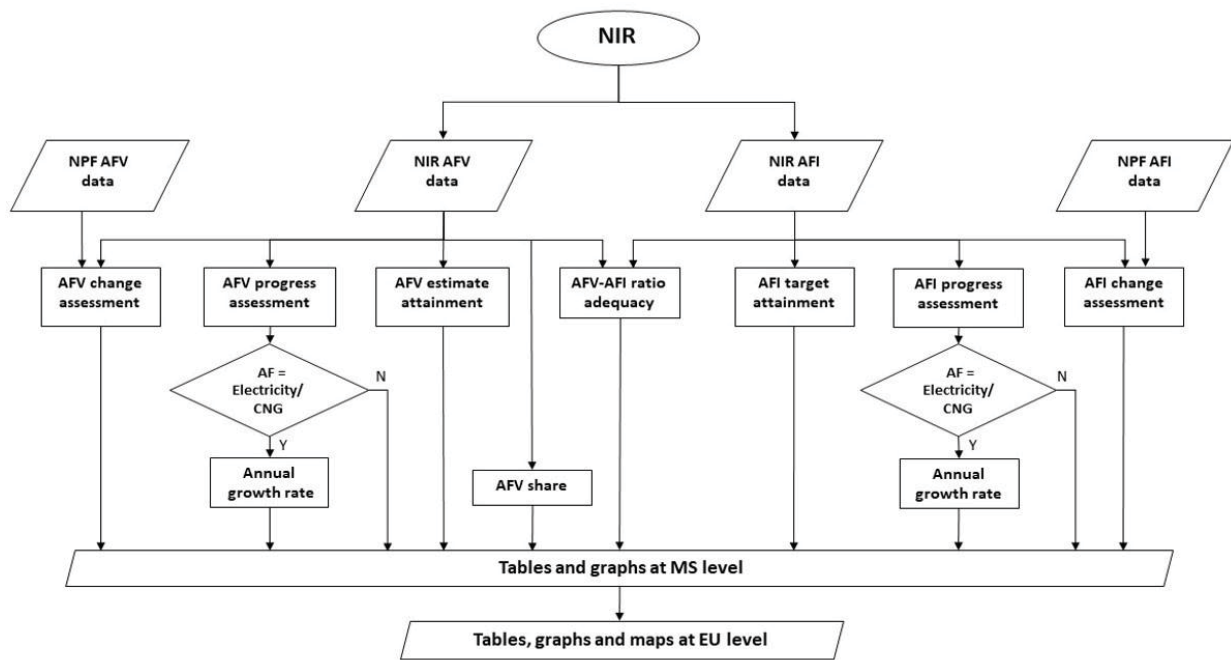 NIR
NPF AFV
data
NIR AFV
data
NIR AFI
data
NPF AFI
data
AFV change
assessment
AFV progress
assessment
AFV estimate
attainment
AFV-AFI ratio
adequacy
AFI target
attainment
AFI progress
assessment
AFI change
assessment
AF =
Electricity/
CNG
N
Y
AF =
Electricity/
CNG
N
Y
Annual
growth rate
AFV share
Annual
growth rate
Tables and graphs at MS level
Tables, graphs and maps at EU level